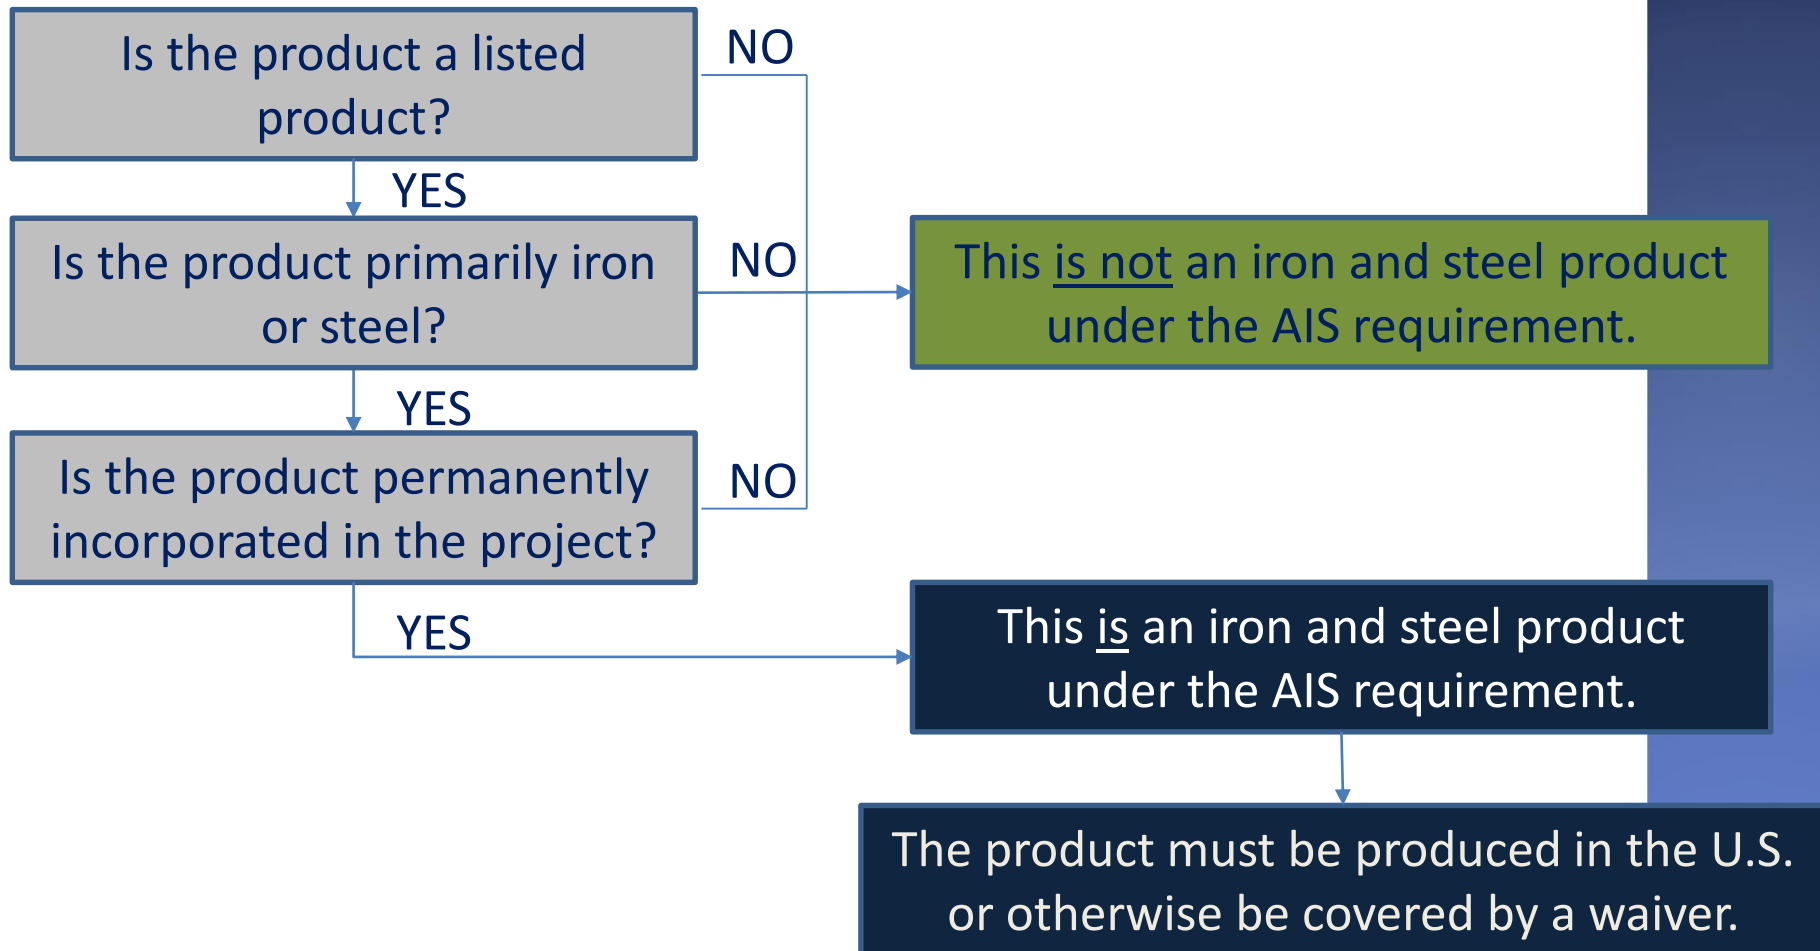 Is the product a listed
product?
NO
YES
Is the product primarily iron
or steel?
NO
This is not an iron and steel product
under the AIS requirement.
YES
Is the product permanently
incorporated in the project?
NO
YES
This is an iron and steel product
under the AIS requirement.
The product must be produced in the U.S.
or otherwise be covered by a waiver.